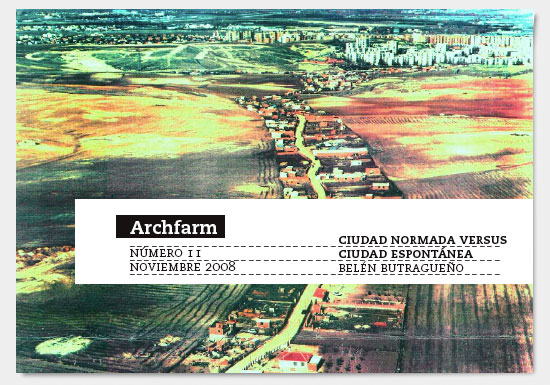 Archfarm
NÚMERO 11
NOVIEMBRE 2008
CIUDAD NORMADA VERSUS
CIUDAD ESPONTÁNEA
BELÉN BUTRAGUEÑO